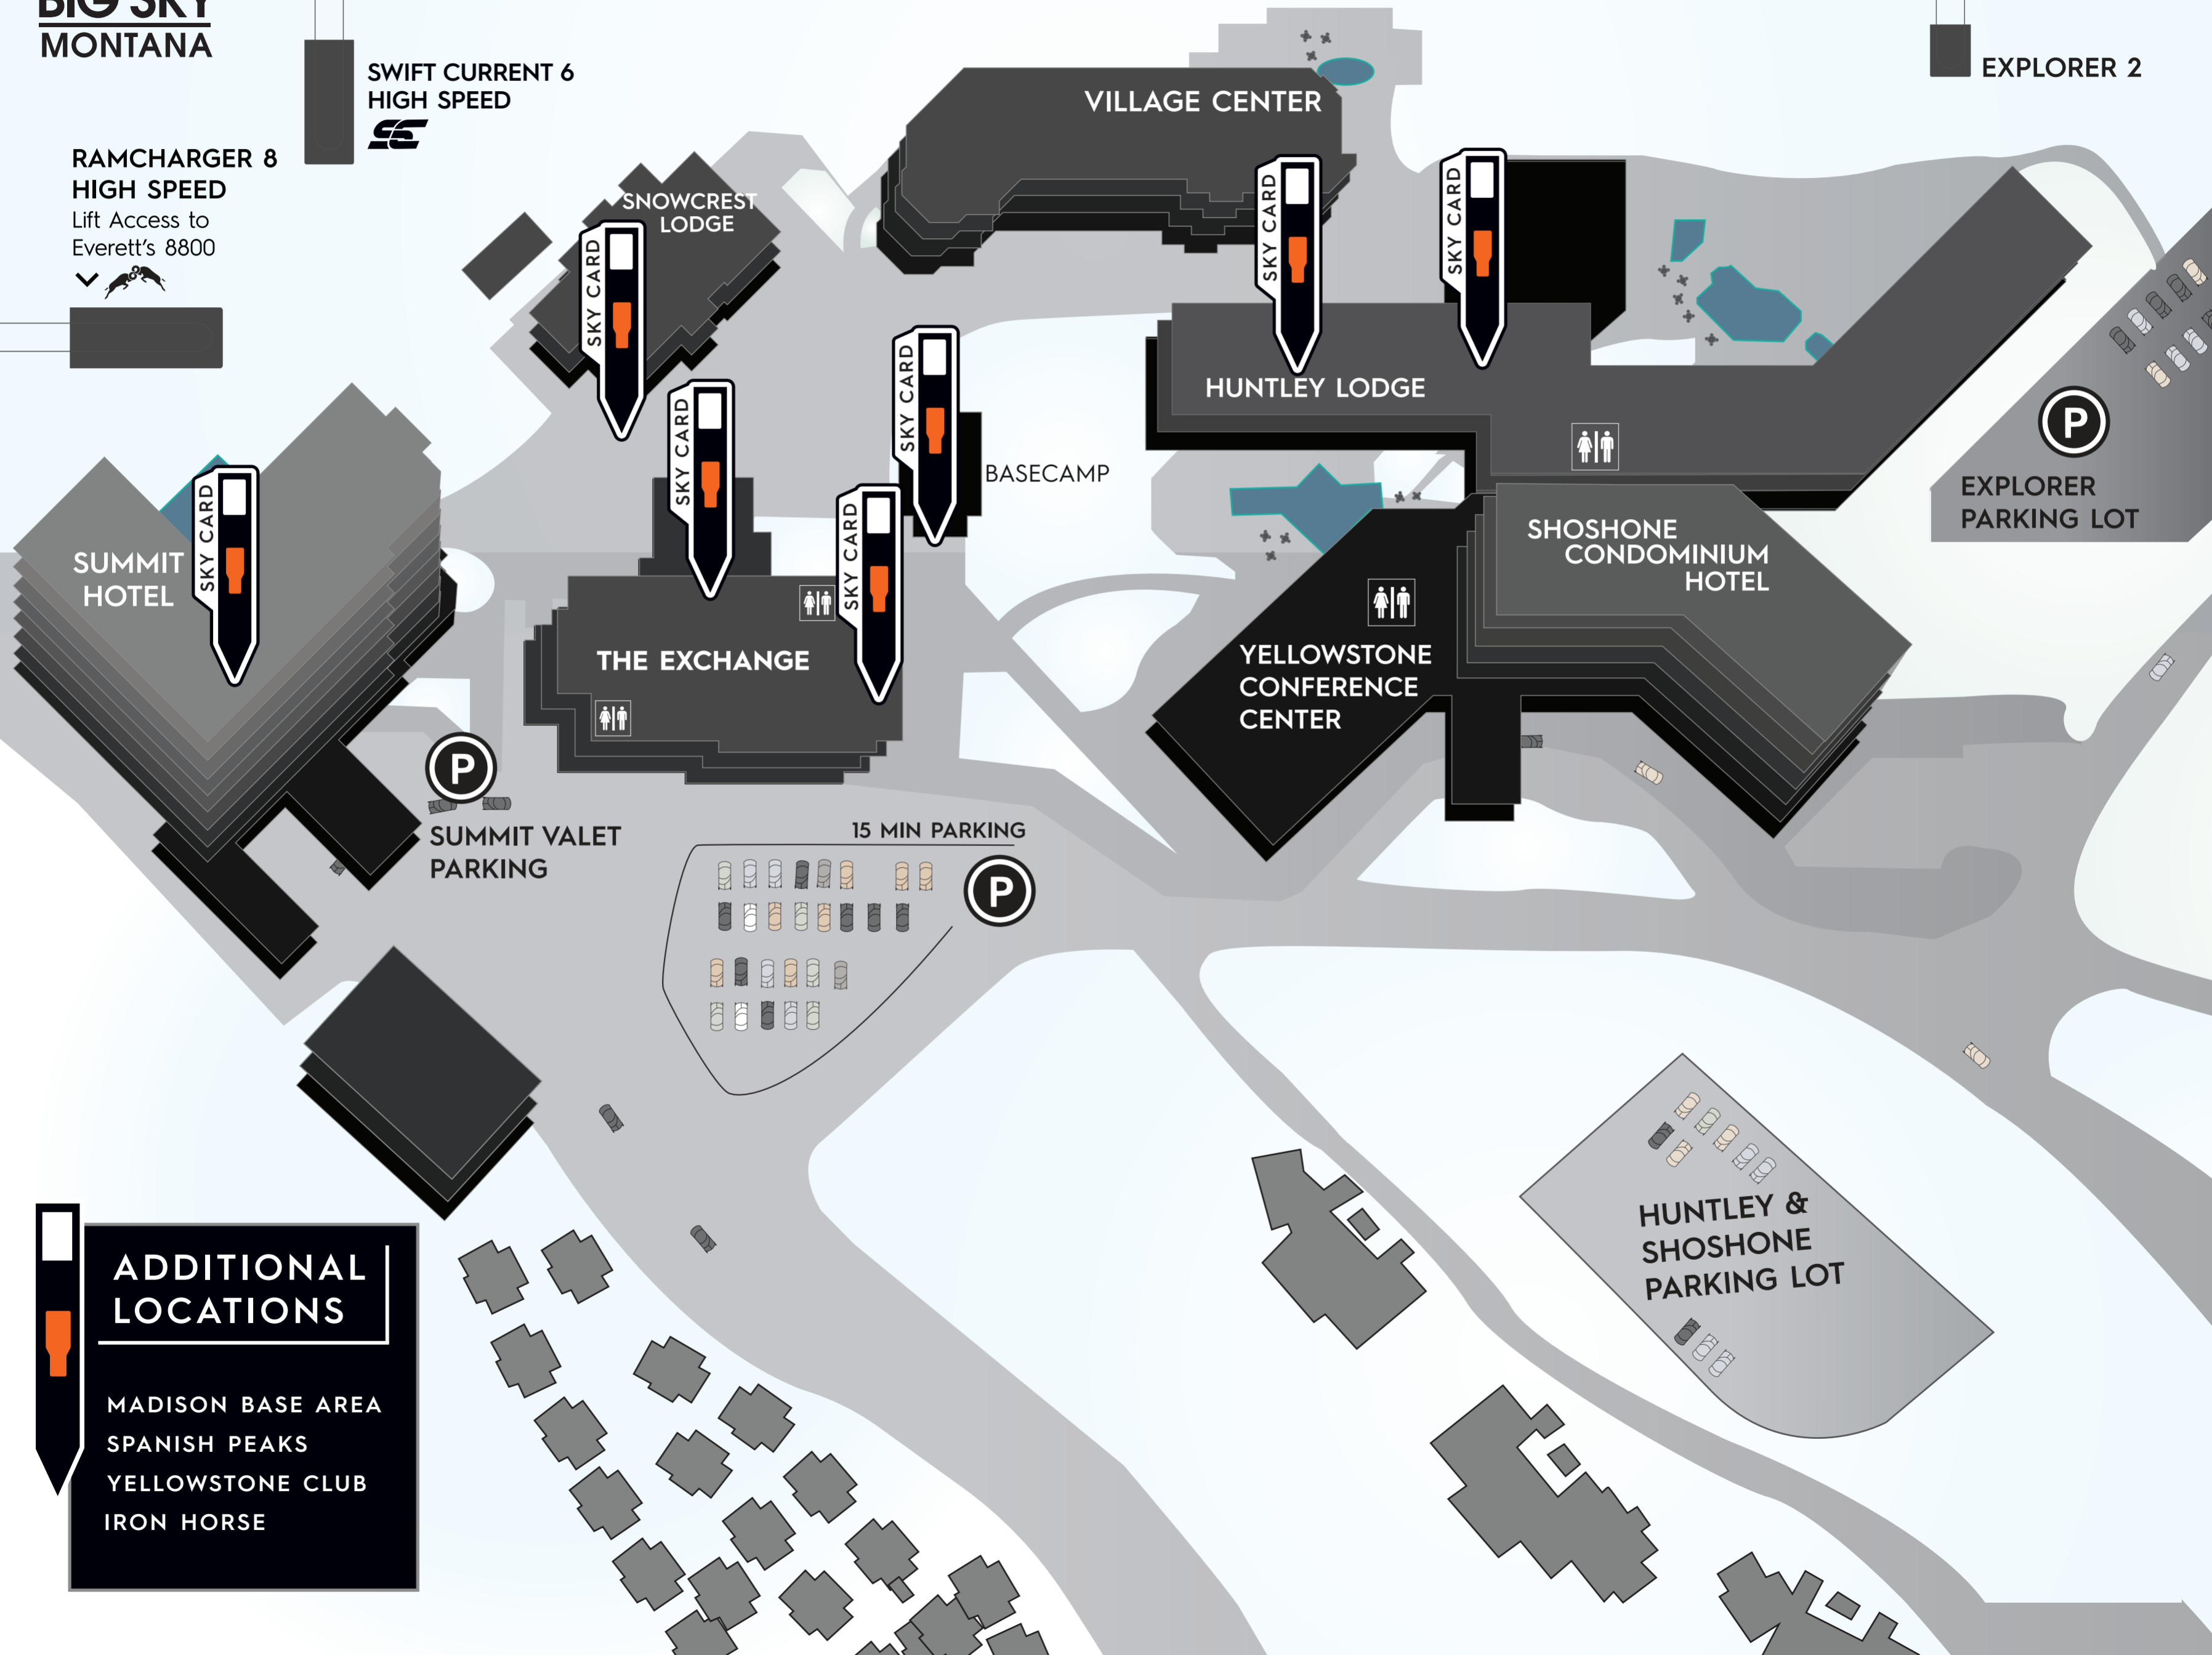 BIG SKY
MONTANA
SWIFT CURRENT 6
HIGH SPEED
RAMCHARGER 8
HIGH SPEED
Lift Access to
Everett's 8800
EXPLORER 2
VILLAGE CENTER
SNOWCREST
LODGE
SKY CARD
SKY CARD
SKY CARD
SKY CARD
SKY CARD
SKY CARD
SKY CARD
HUNTLEY LODGE
BASECAMP
P
EXPLORER
PARKING LOT
SUMMIT
HOTEL
SHOSHONE
CONDOMINIUM
HOTEL
THE EXCHANGE
YELLOWSTONE
CONFERENCE
CENTER
P
SUMMIT VALET
PARKING
15 MIN PARKING
P
HUNTLEY &
SHOSHONE
PARKING LOT
ADDITIONAL
LOCATIONS
MADISON BASE AREA
SPANISH PEAKS
YELLOWSTONE CLUB
IRON HORSE